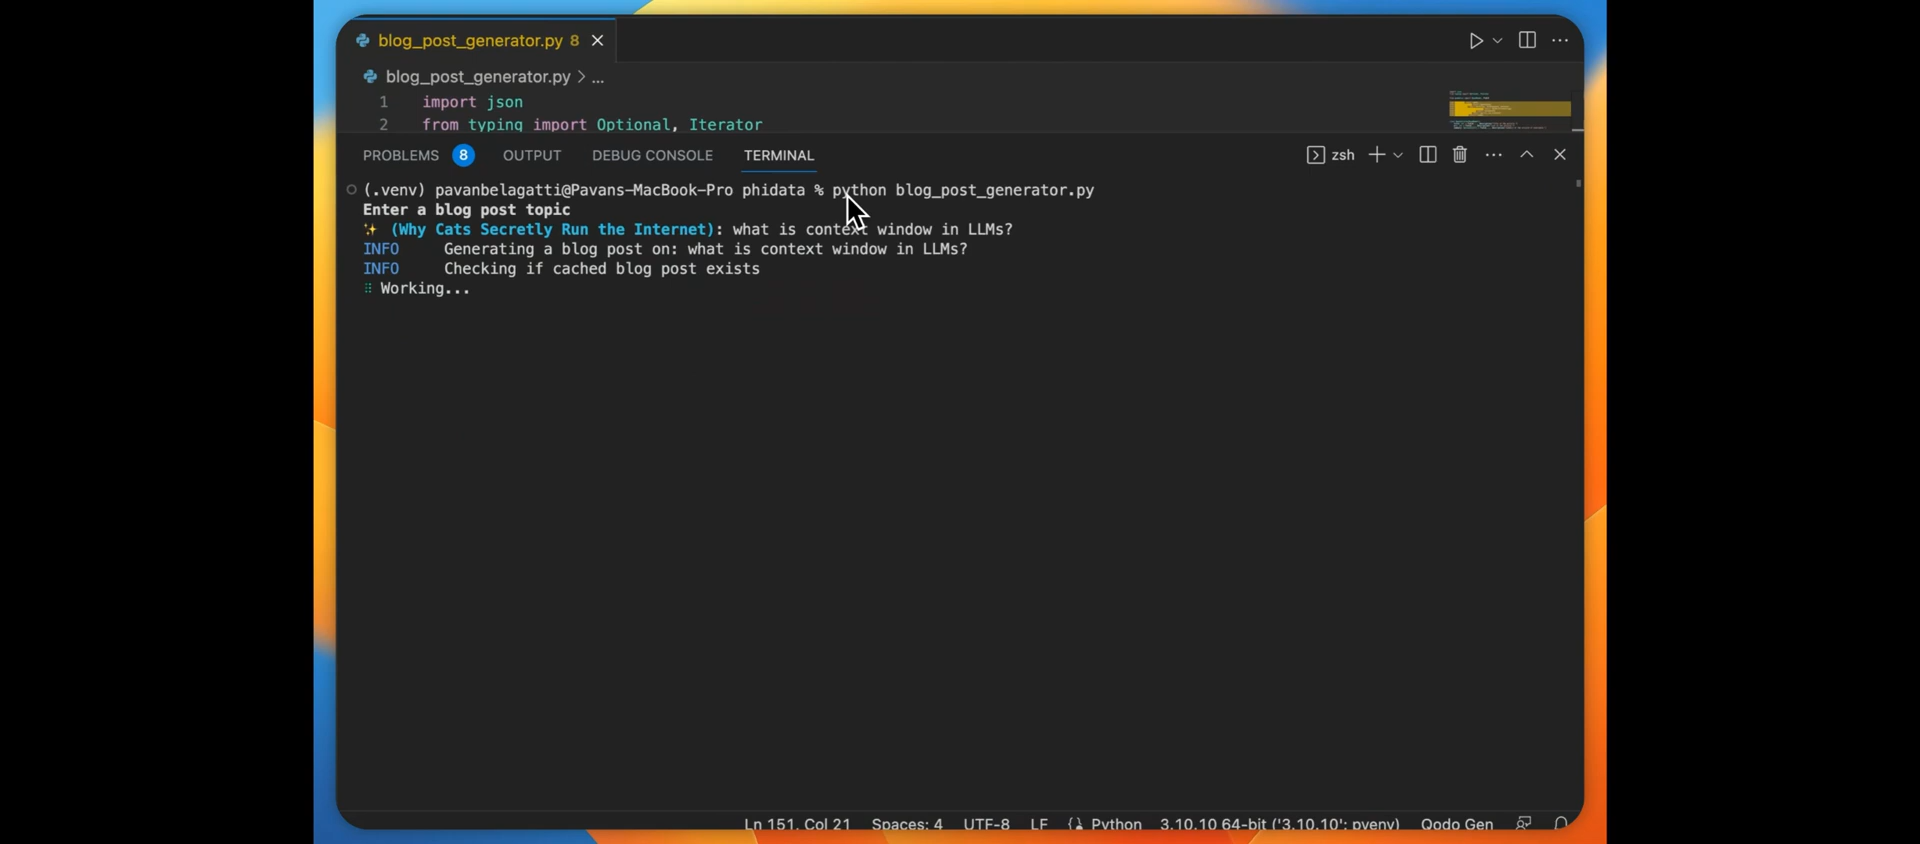 blog_post_generator.py 8
blog_post_generator.py > ...
1 import json
2 from typing import Optional, Iterator
PROBLEMS 8 OUTPUT DEBUG CONSOLE TERMINAL zsh
(.venv) pavanbelagatti@Pavans-MacBook-Pro phidata % python blog_post_generator.py
Enter a blog post topic
✨ (Why Cats Secretly Run the Internet): what is context window in LLMs?
INFO Generating a blog post on: what is context window in LLMs?
INFO Checking if cached blog post exists
Working...
Ln 151, Col 21 Spaces: 4 UTF-8 LF Python 3.10.10 64-bit ('3.10.10': pyenv) Qodo Gen